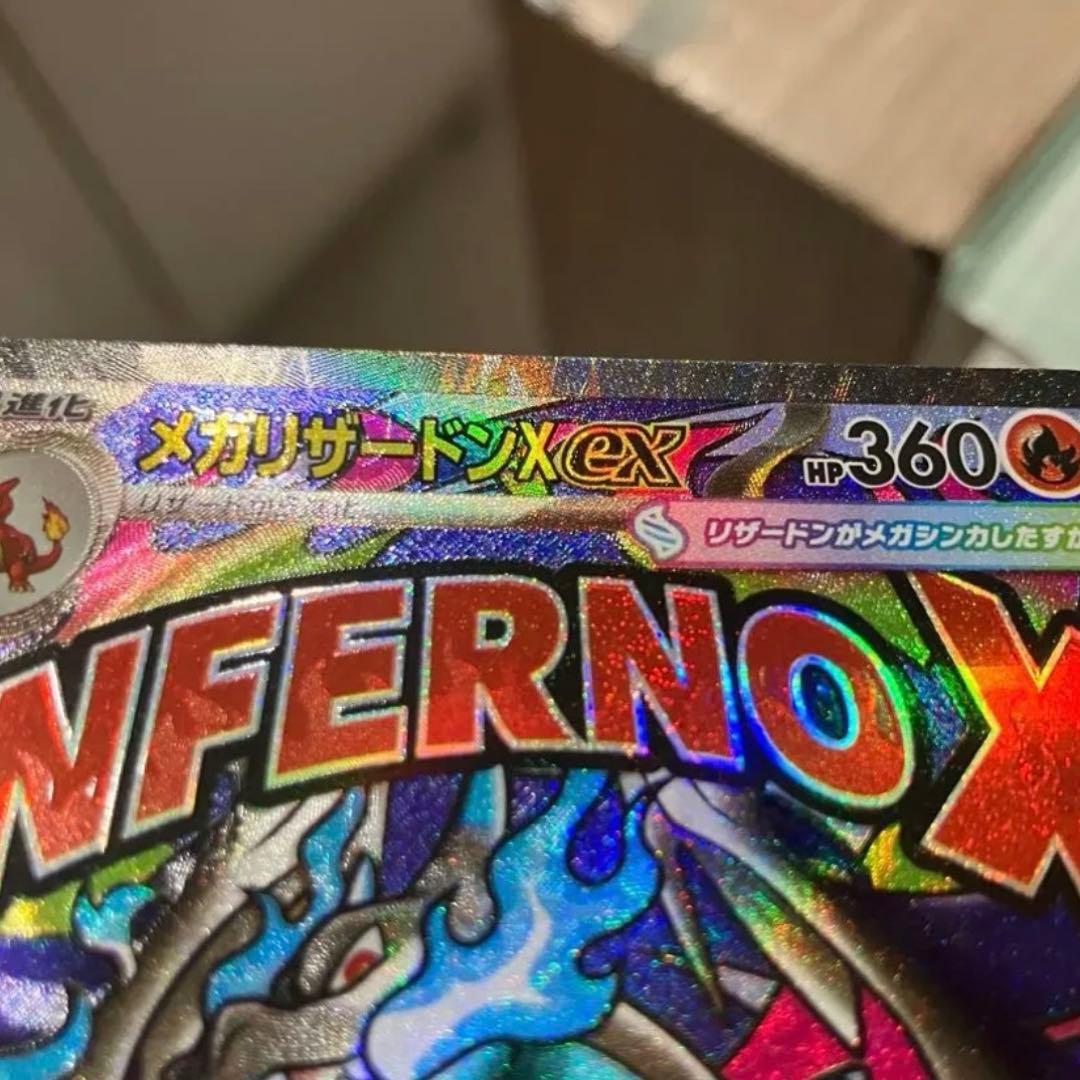 進化
メガリザードンXex
HP360
リザードンがメガシンカしたすが
INFERNO X